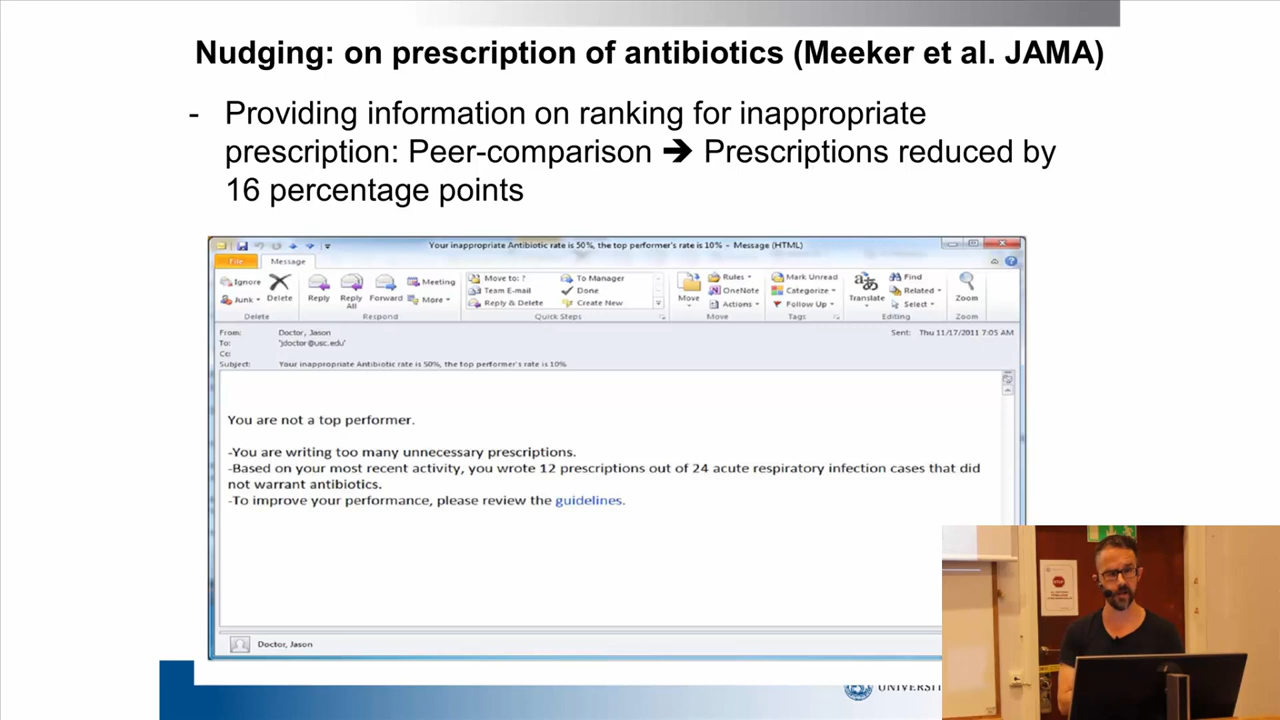 Nudging: on prescription of antibiotics (Meeker et al. JAMA)
- Providing information on ranking for inappropriate
prescription: Peer-comparison ➔ Prescriptions reduced by
16 percentage points
Your inappropriate Antibiotic rate is 50%, the top performer's rate is 10% - Message (HTML)
File Message
Ignore
Junk
Delete
Reply
Reply All
Forward
Meeting
More
Move to: ?
Team E-mail
Reply & Delete
To Manager
Done
Create New
Move
Rules
OneNote
Actions
Mark Unread
Categorize
Follow Up
Translate
Find
Related
Select
Zoom
Delete Respond Quick Steps Move Tags Editing Zoom
From: Doctor, Jason Sent: Thu 11/17/2011 7:05 AM
To: 'jdoctor@usc.edu'
Cc:
Subject: Your inappropriate Antibiotic rate is 50%, the top performer's rate is 10%
You are not a top performer.
-You are writing too many unnecessary prescriptions.
-Based on your most recent activity, you wrote 12 prescriptions out of 24 acute respiratory infection cases that did
not warrant antibiotics.
-To improve your performance, please review the guidelines.
Doctor, Jason
STOP